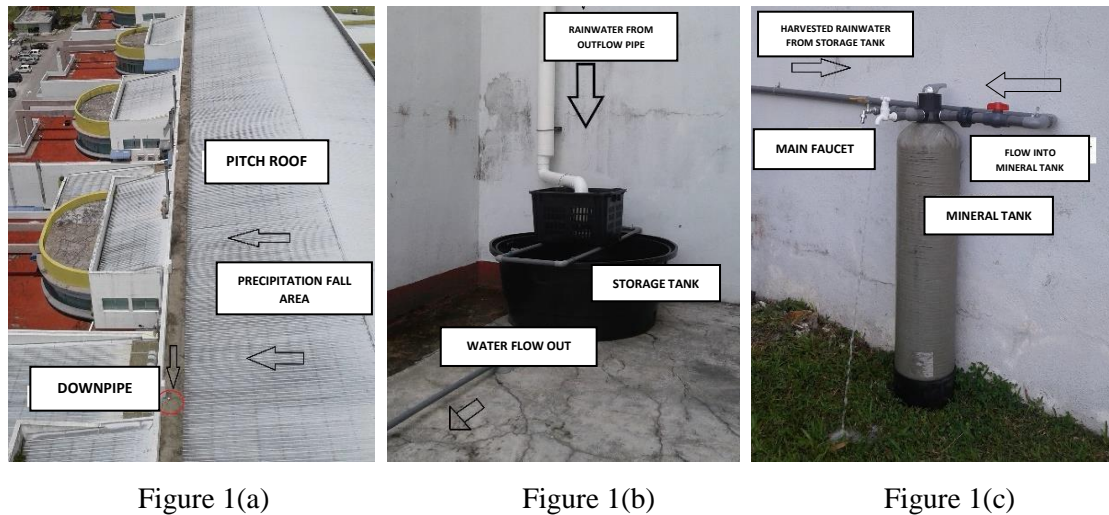 PITCH ROOF
PRECIPITATION FALL
AREA
DOWNPIPE
RAINWATER FROM
OUTFLOW PIPE
STORAGE TANK
WATER FLOW OUT
HARVESTED RAINWATER
FROM STORAGE TANK
MAIN FAUCET
FLOW INTO
MINERAL TANK
MINERAL TANK
Figure 1(a)
Figure 1(b)
Figure 1(c)